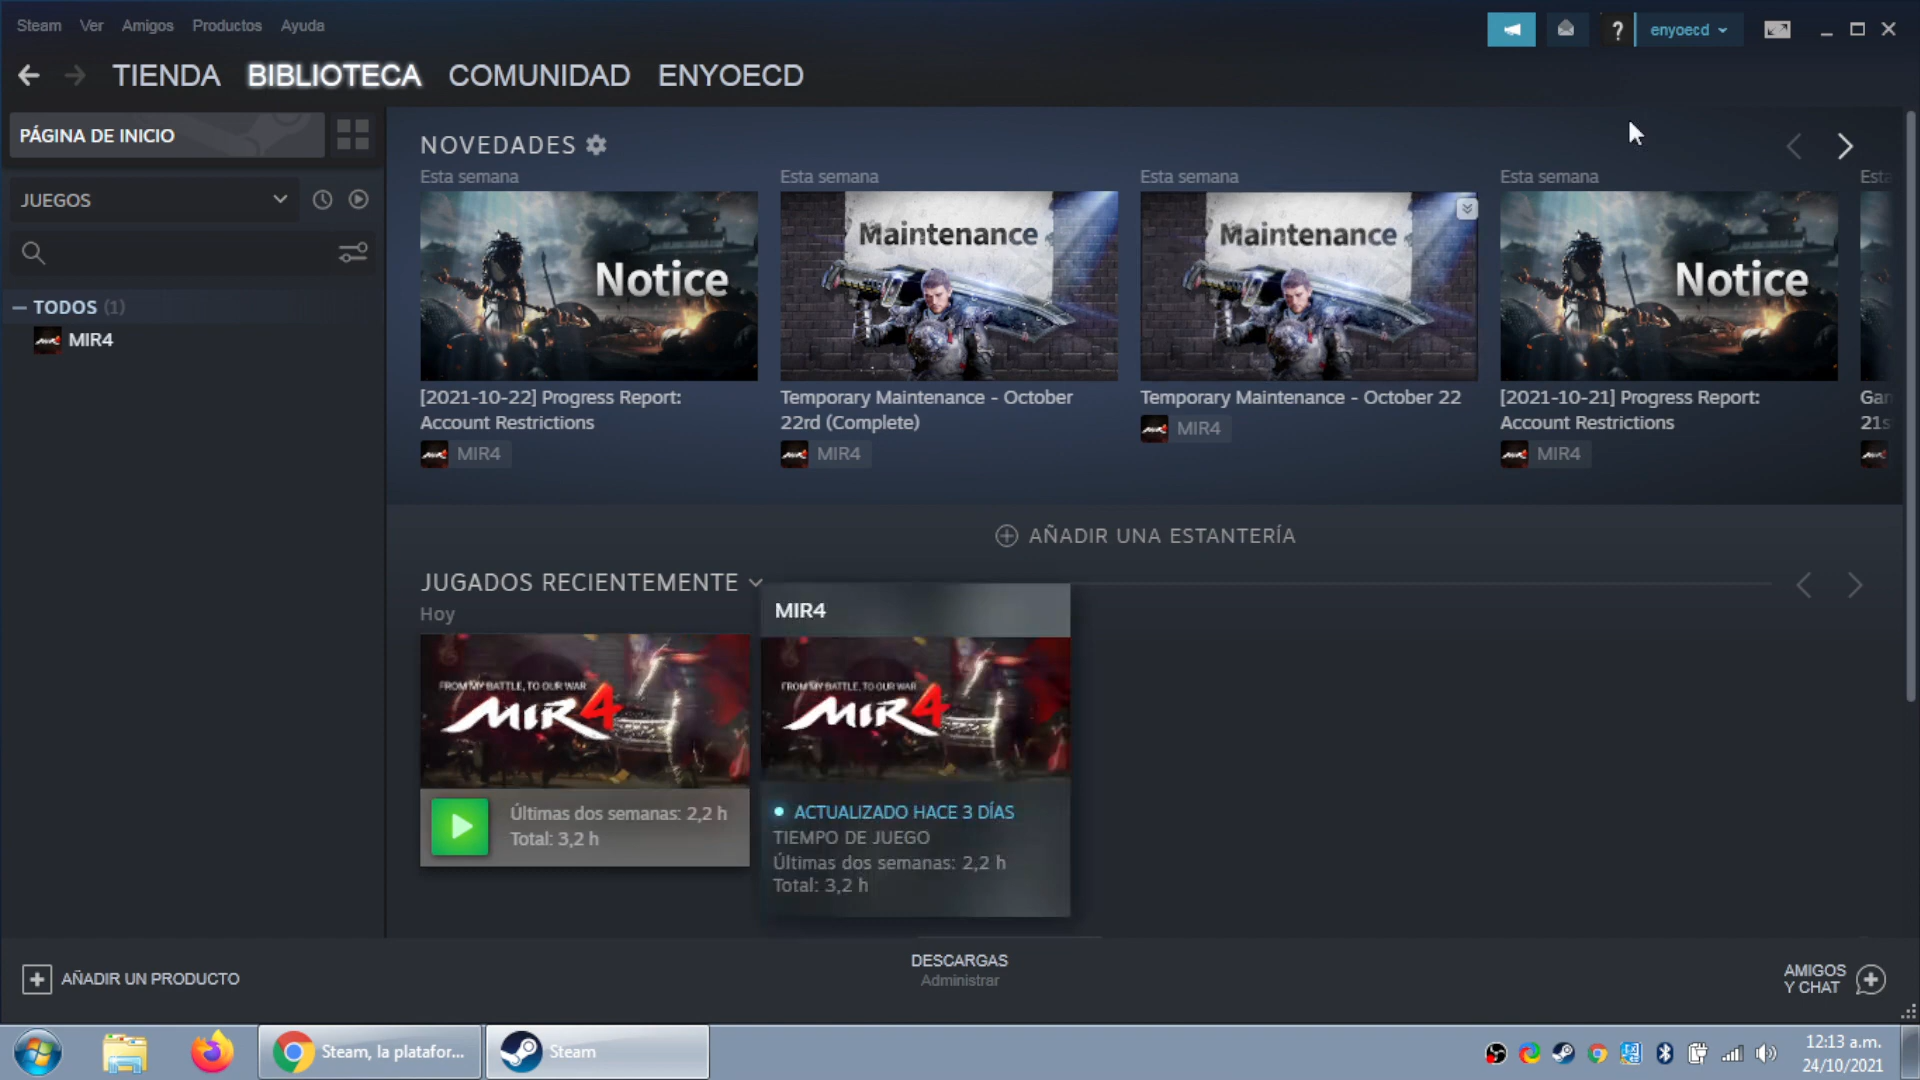 Steam Ver Amigos Productos Ayuda
enyoecd
TIENDA BIBLIOTECA COMUNIDAD ENYOECD
PÁGINA DE INICIO
JUEGOS
TODOS (1)
MIR4
NOVEDADES
Esta semana
Notice
[2021-10-22] Progress Report:
Account Restrictions
MIR4
Esta semana
Maintenance
Temporary Maintenance - October
22rd (Complete)
MIR4
Esta semana
Maintenance
Temporary Maintenance - October 22
MIR4
Esta semana
Notice
[2021-10-21] Progress Report:
Account Restrictions
MIR4
Esta
Gan
21s
AÑADIR UNA ESTANTERÍA
JUGADOS RECIENTEMENTE
Hoy
FROM MY BATTLE, TO OUR WAR
MIR4
Últimas dos semanas: 2,2 h
Total: 3,2 h
MIR4
FROM MY BATTLE, TO OUR WAR
MIR4
ACTUALIZADO HACE 3 DÍAS
TIEMPO DE JUEGO
Últimas dos semanas: 2,2 h
Total: 3,2 h
AÑADIR UN PRODUCTO
DESCARGAS
Administrar
AMIGOS
Y CHAT
Steam, la platafor...
Steam
12:13 a.m.
24/10/2021